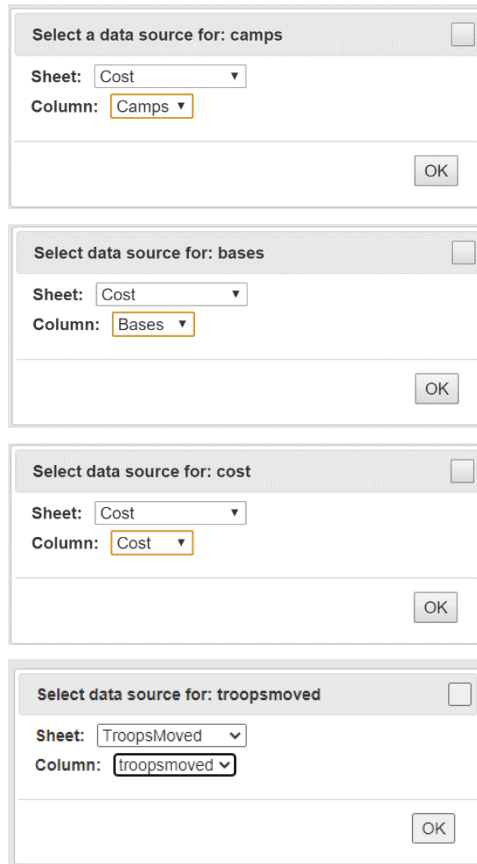 Select a data source for: camps
Sheet: Cost
Column: Camps
OK
Select data source for: bases
Sheet: Cost
Column: Bases
OK
Select data source for: cost
Sheet: Cost
Column: Cost
OK
Select data source for: troopsmoved
Sheet: TroopsMoved
Column: troopsmoved
OK